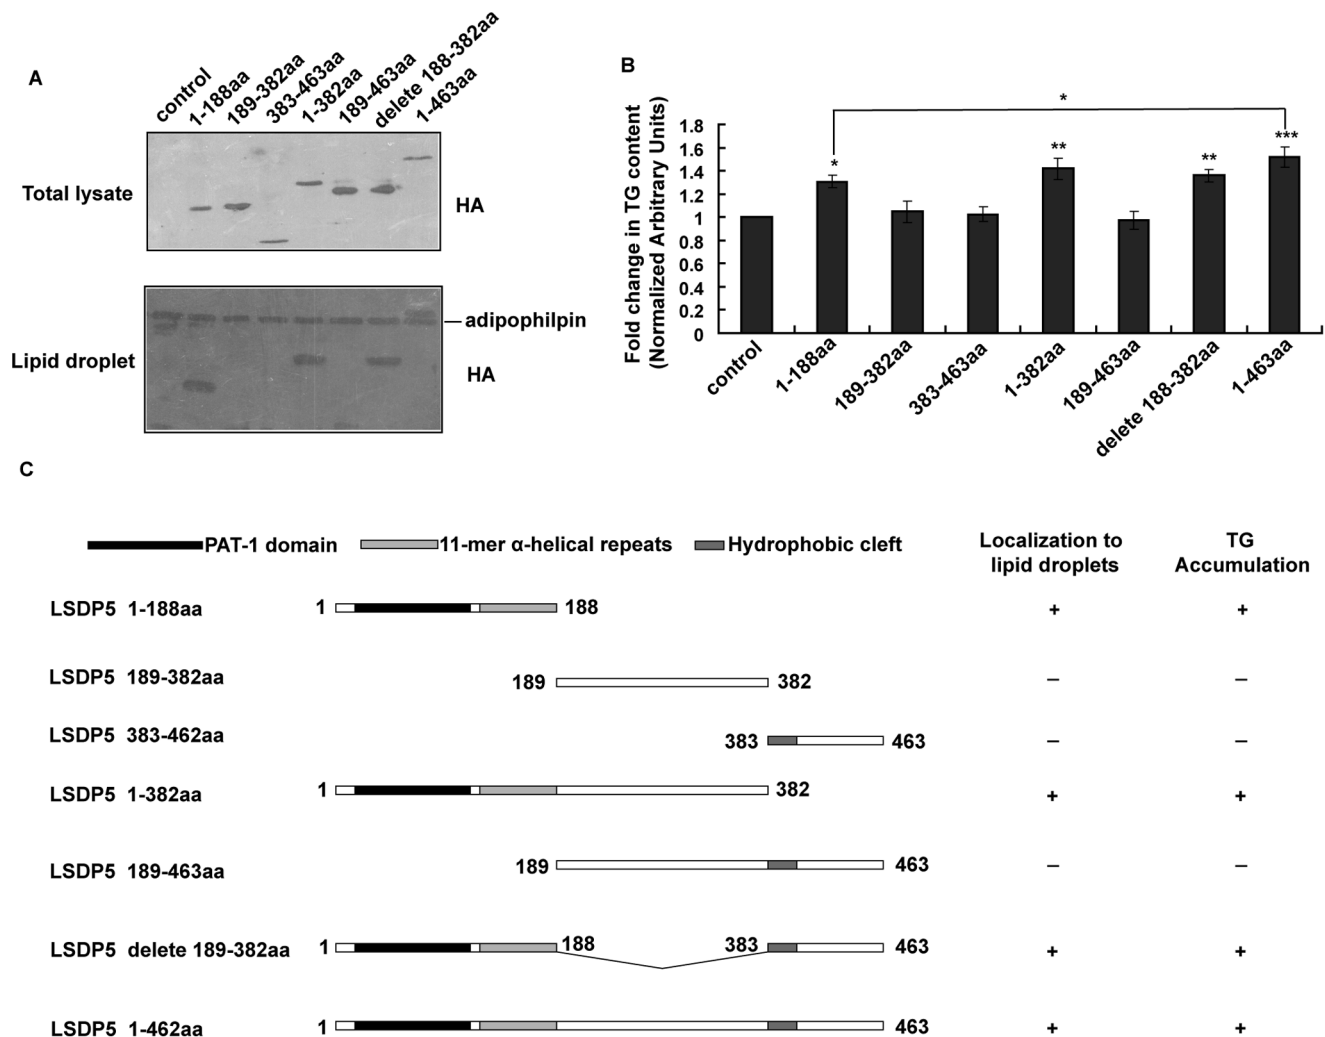 A
control
1-188aa
189-382aa
383-463aa
1-382aa
189-463aa
delete 188-382aa
1-463aa
Total lysate
HA
Lipid droplet
adipophilpin
HA
B
Fold change in TG content
(Normalized Arbitrary Units)
1.8
1.6
1.4
1.2
1
0.8
0.6
0.4
0.2
0
*
*
**
**
***
control
1-188aa
189-382aa
383-463aa
1-382aa
189-463aa
delete 188-382aa
1-463aa
C
PAT-1 domain
11-mer α-helical repeats
Hydrophobic cleft
Localization to
lipid droplets
TG
Accumulation
LSDP5 1-188aa 1 188 + +
LSDP5 189-382aa 189 382 − −
LSDP5 383-462aa 383 463 − −
LSDP5 1-382aa 1 382 + +
LSDP5 189-463aa 189 463 − −
LSDP5 delete 189-382aa 1 188 383 463 + +
LSDP5 1-462aa 1 463 + +